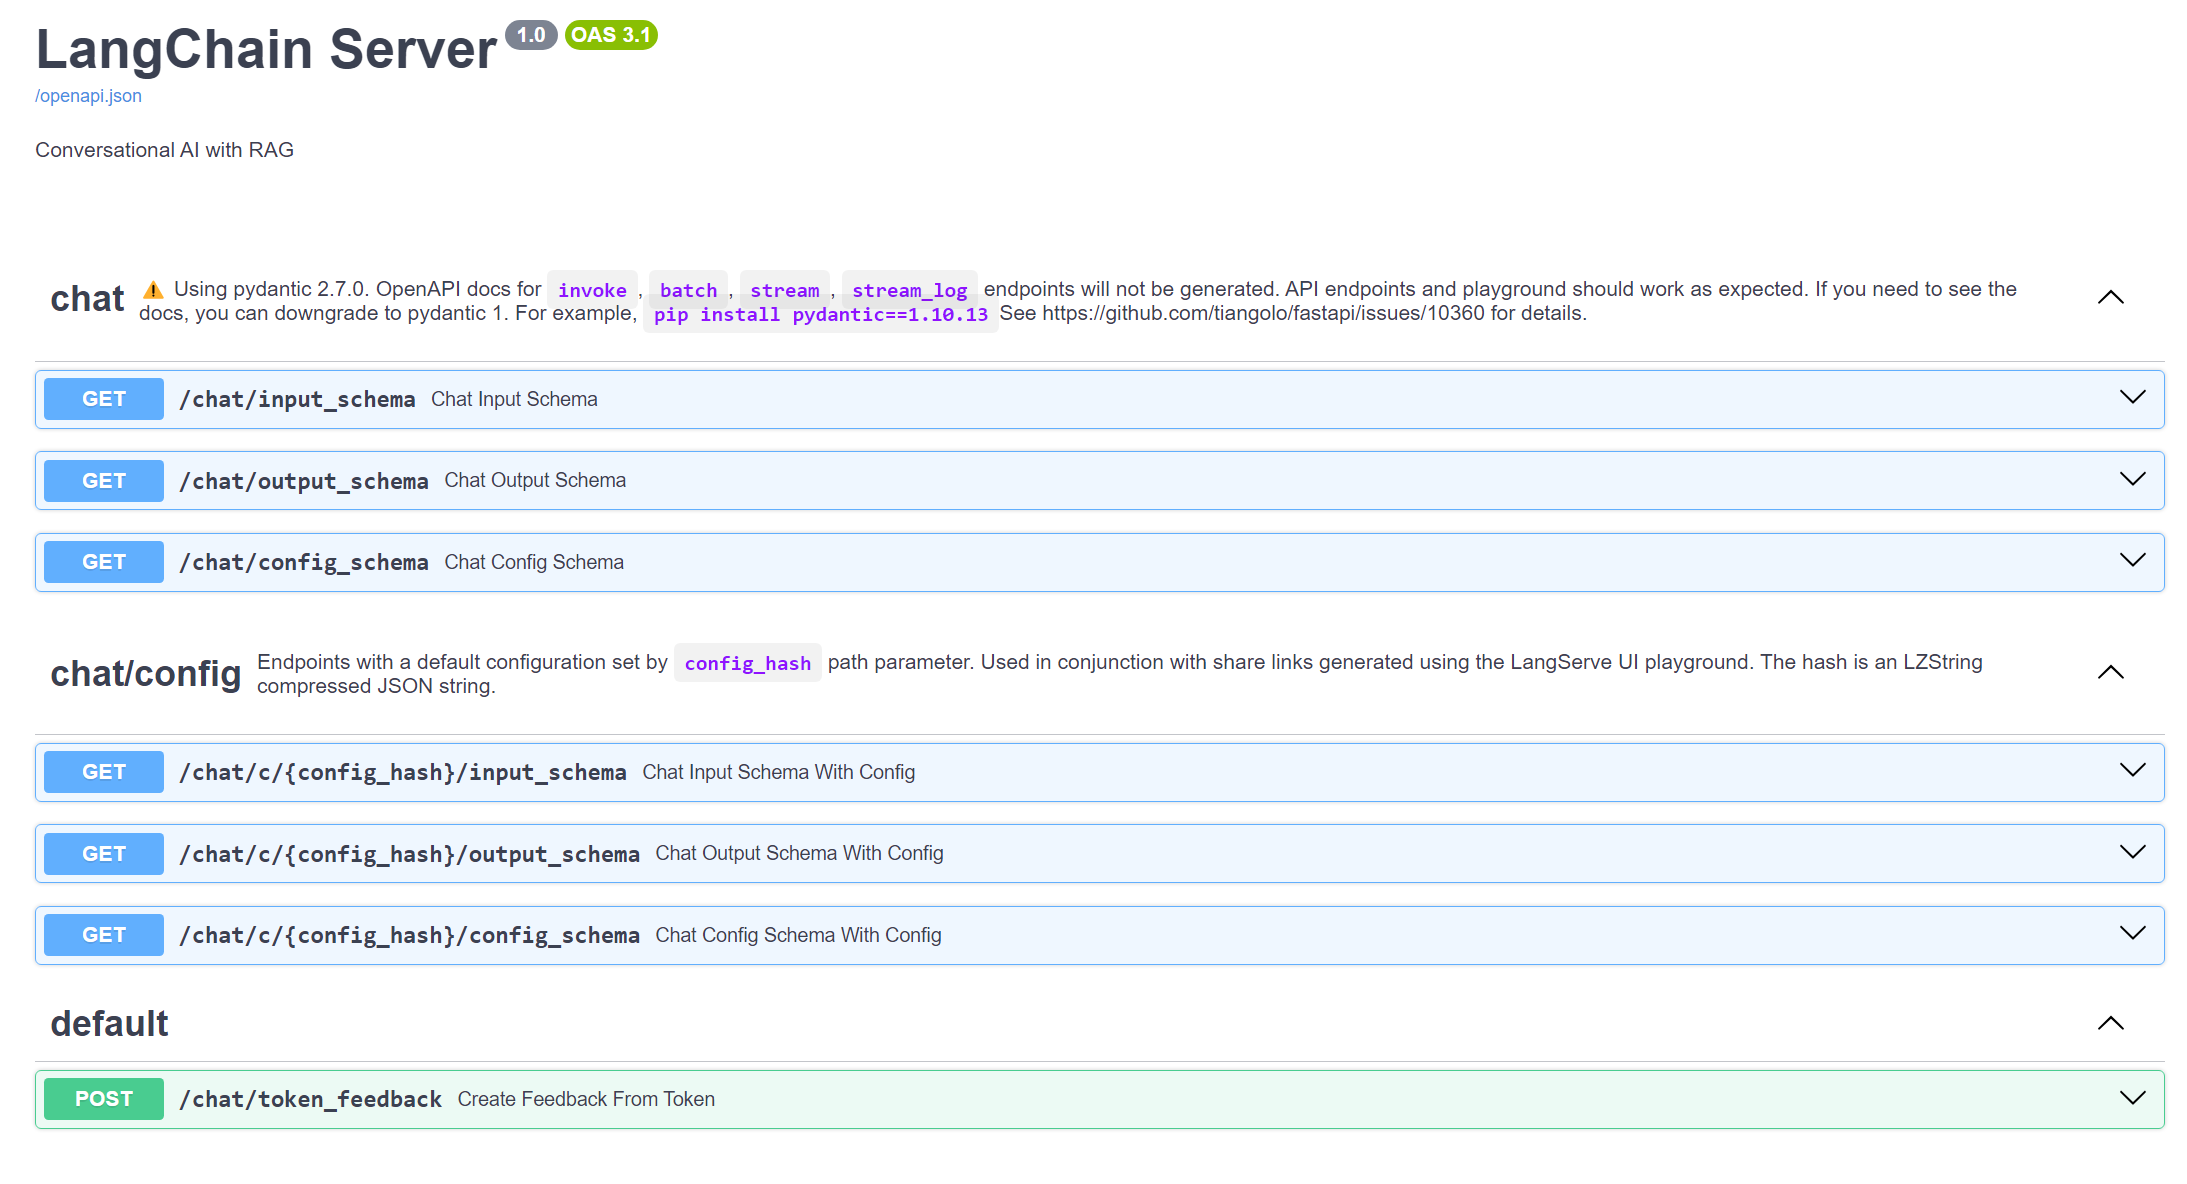 LangChain Server 1.0 OAS 3.1
/openapi.json
Conversational AI with RAG
chat ⚠️ Using pydantic 2.7.0. OpenAPI docs for invoke , batch , stream , stream_log endpoints will not be generated. API endpoints and playground should work as expected. If you need to see the
docs, you can downgrade to pydantic 1. For example, pip install pydantic==1.10.13 See https://github.com/tiangolo/fastapi/issues/10360 for details.
GET /chat/input_schema Chat Input Schema
GET /chat/output_schema Chat Output Schema
GET /chat/config_schema Chat Config Schema
chat/config Endpoints with a default configuration set by config_hash path parameter. Used in conjunction with share links generated using the LangServe UI playground. The hash is an LZString
compressed JSON string.
GET /chat/c/{config_hash}/input_schema Chat Input Schema With Config
GET /chat/c/{config_hash}/output_schema Chat Output Schema With Config
GET /chat/c/{config_hash}/config_schema Chat Config Schema With Config
default
POST /chat/token_feedback Create Feedback From Token